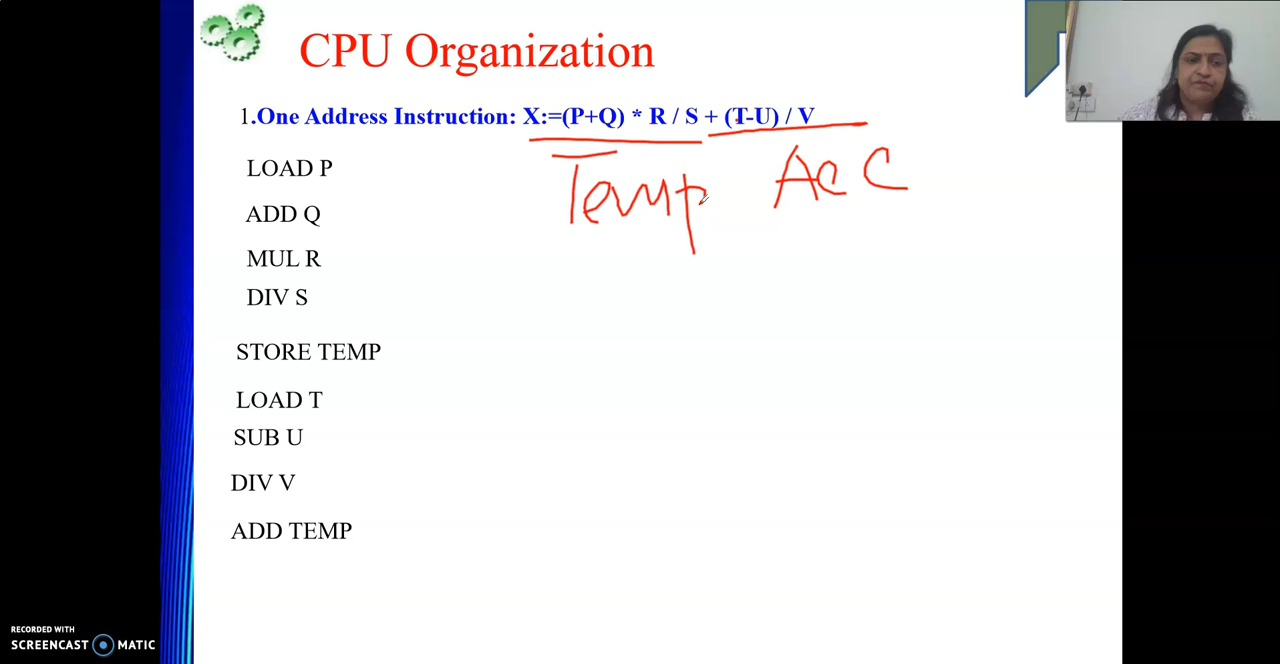 CPU Organization
1.One Address Instruction: X:=(P+Q) * R / S + (T-U) / V
Temp ACC
LOAD P
ADD Q
MUL R
DIV S
STORE TEMP
LOAD T
SUB U
DIV V
ADD TEMP
RECORDED WITH
SCREENCAST MATIC